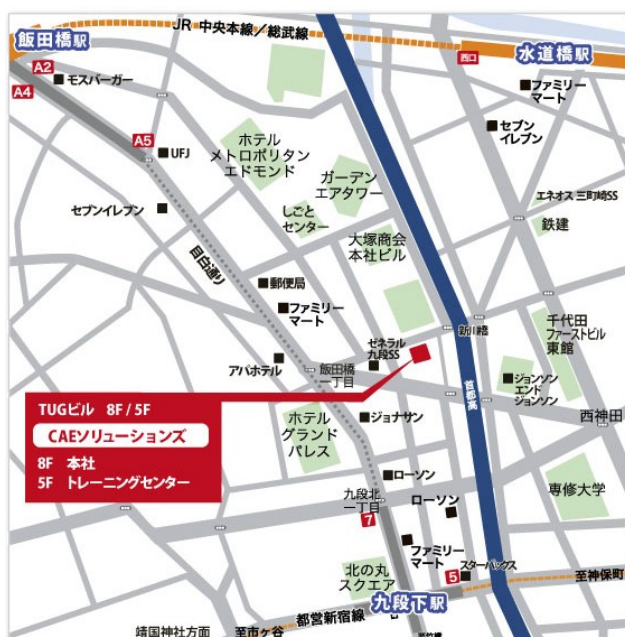 飯田橋駅
JR 中央本線／総武線
西口
水道橋駅
A2
モスバーガー
A4
ファミリー
マート
A5
UFJ
セブン
イレブン
ホテル
メトロポリタン
エドモンド
ガーデン
エアタワー
エネオス 三崎町SS
セブンイレブン
しごと
センター
鉄建
目白通り
大塚商会
本社ビル
郵便局
ファミリー
マート
新川橋
千代田
ファーストビル
東館
ゼネラル
九段SS
アパホテル
飯田橋
一丁目
首都高
ジョンソン
エンド
ジョンソン
TUGビル 8F / 5F
CAEソリューションズ
8F 本社
5F トレーニングセンター
ホテル
グランド
パレス
ジョナサン
西神田
ローソン
九段北
一丁目
ローソン
専修大学
7
ファミリー
マート
北の丸
スクエア
5
スターバックス
至神保町
九段下駅
都営新宿線
靖国神社方面
至市ヶ谷
至竹橋